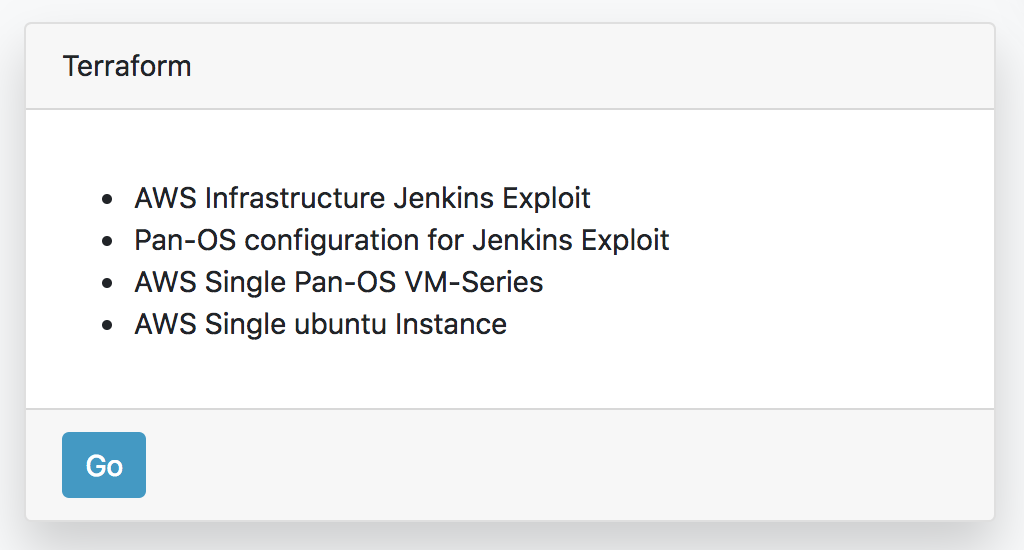 Terraform
• AWS Infrastructure Jenkins Exploit
• Pan-OS configuration for Jenkins Exploit
• AWS Single Pan-OS VM-Series
• AWS Single ubuntu Instance
Go